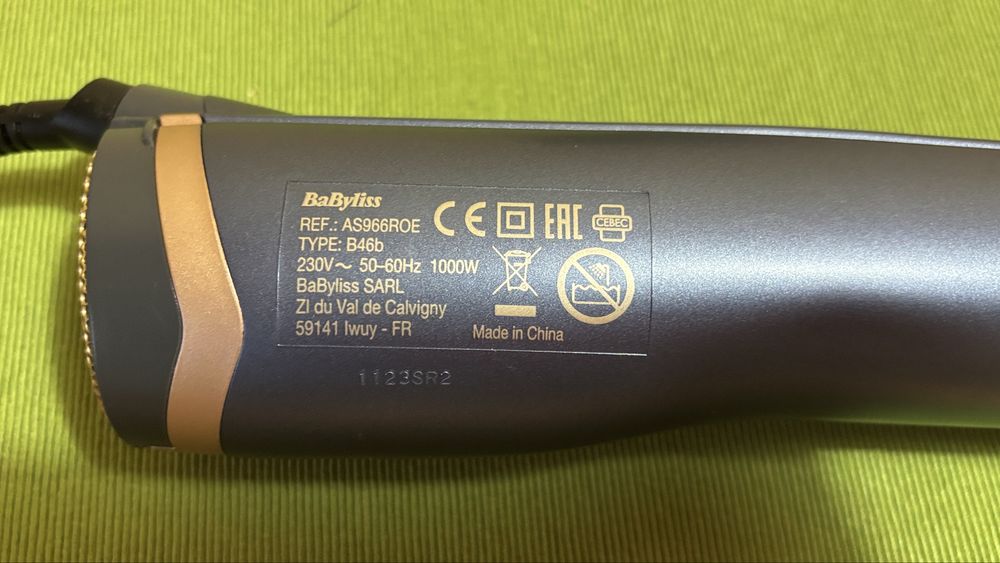 BaByliss
REF.: AS966ROE
TYPE: B46b
230V~ 50-60Hz 1000W
BaByliss SARL
ZI du Val de Calvigny
59141 Iwuy - FR
CE EAC CEBEC
Made in China
1123SR2